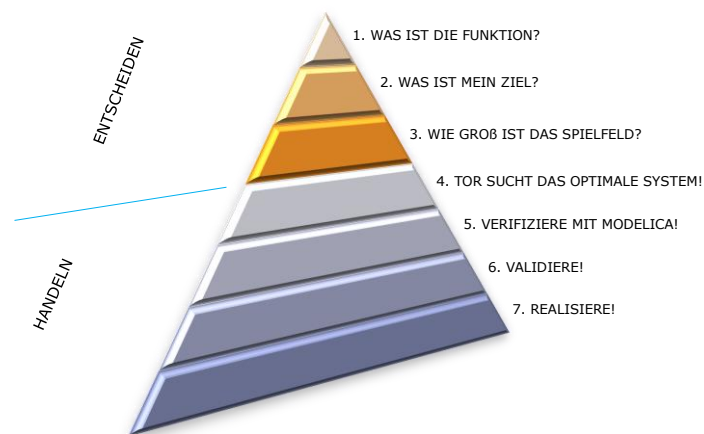 ENTSCHEIDEN
1. WAS IST DIE FUNKTION?
2. WAS IST MEIN ZIEL?
3. WIE GROß IST DAS SPIELFELD?
HANDELN
4. TOR SUCHT DAS OPTIMALE SYSTEM!
5. VERIFIZIERE MIT MODELICA!
6. VALIDIERE!
7. REALISIERE!